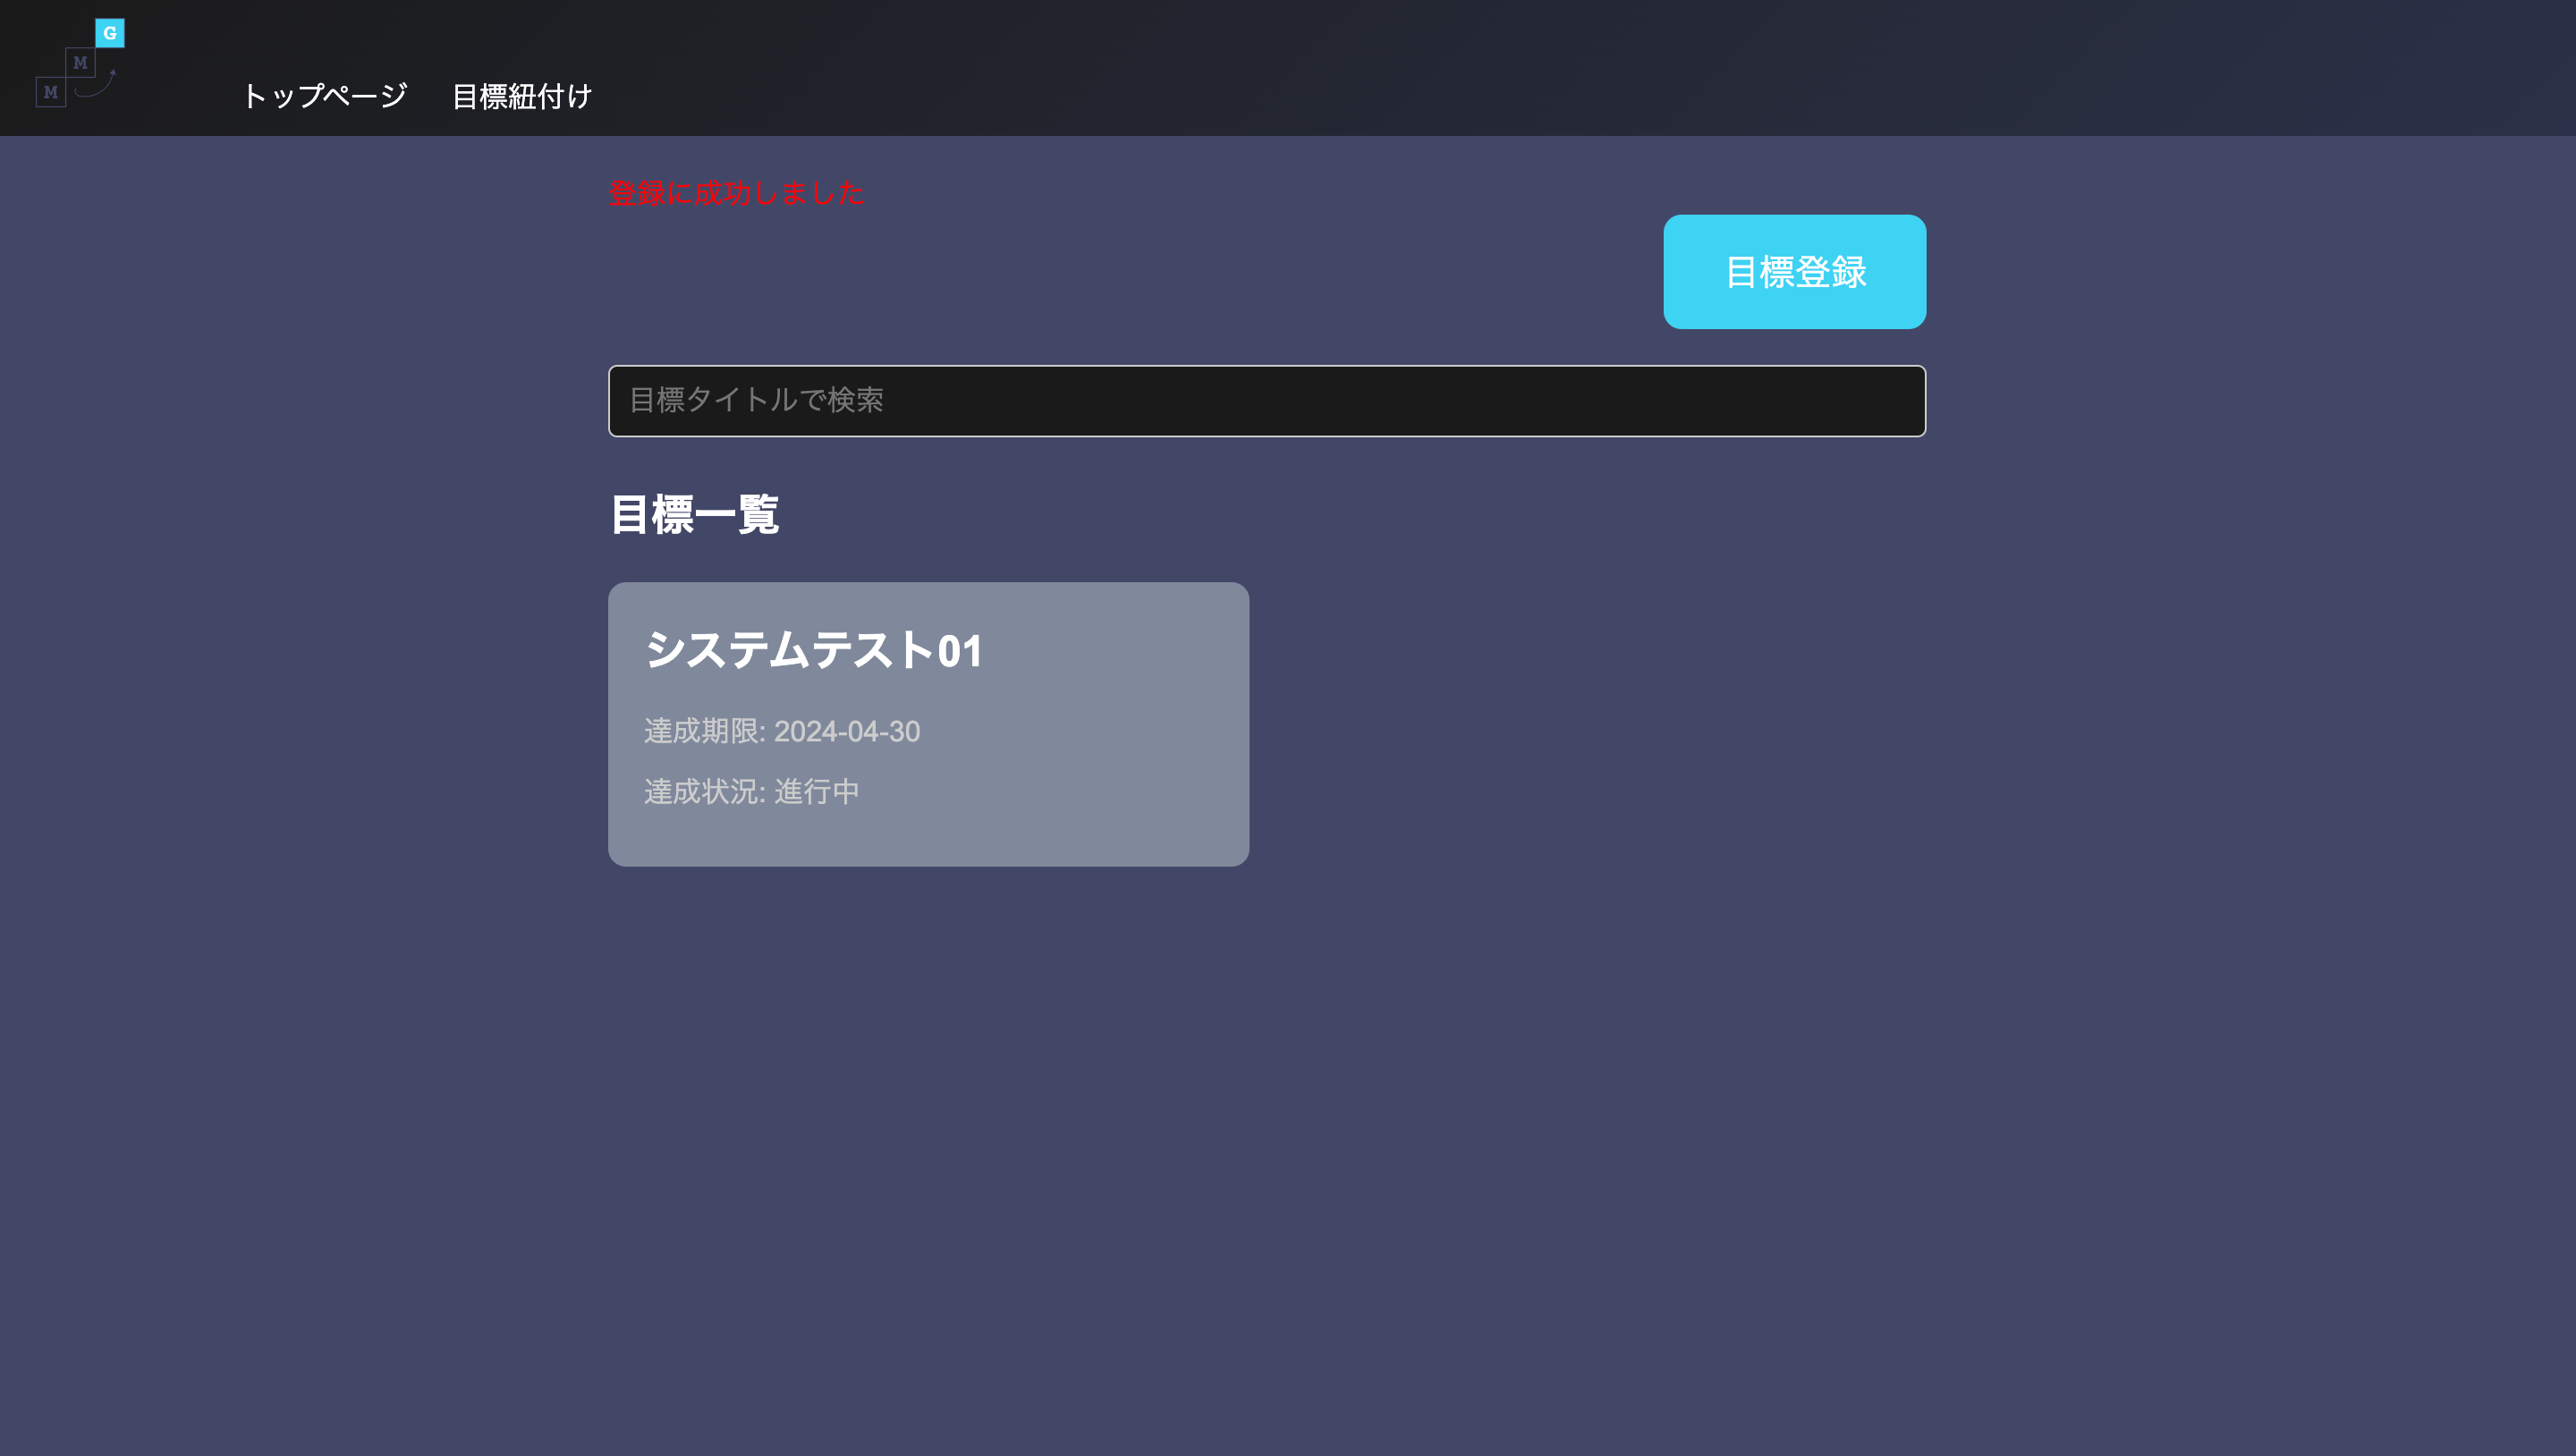 G
M
M
トップページ 目標紐付け
登録に成功しました
目標登録
目標タイトルで検索
目標一覧
システムテスト01
達成期限: 2024-04-30
達成状況: 進行中